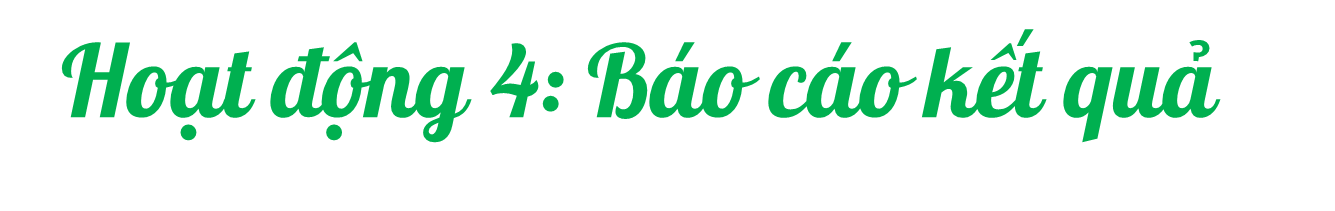 Hoạt động 4: Báo cáo kết quả